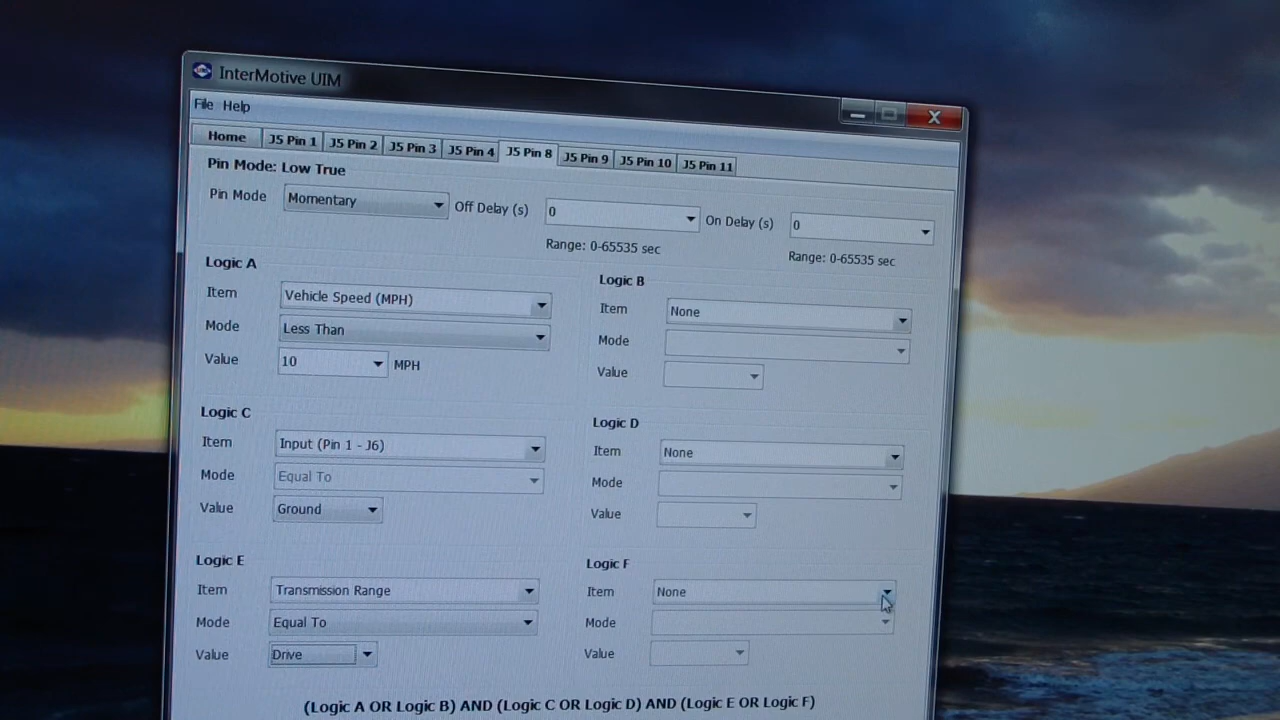 InterMotive UIM
File Help
Home J5 Pin 1 J5 Pin 2 J5 Pin 3 J5 Pin 4 J5 Pin 8 J5 Pin 9 J5 Pin 10 J5 Pin 11
Pin Mode: Low True
Pin Mode Momentary Off Delay (s) 0 On Delay (s) 0
Range: 0-65535 sec Range: 0-65535 sec
Logic A
Item Vehicle Speed (MPH)
Mode Less Than
Value 10 MPH
Logic B
Item None
Mode
Value
Logic C
Item Input (Pin 1 - J6)
Mode Equal To
Value Ground
Logic D
Item None
Mode
Value
Logic E
Item Transmission Range
Mode Equal To
Value Drive
Logic F
Item None
Mode
Value
(Logic A OR Logic B) AND (Logic C OR Logic D) AND (Logic E OR Logic F)